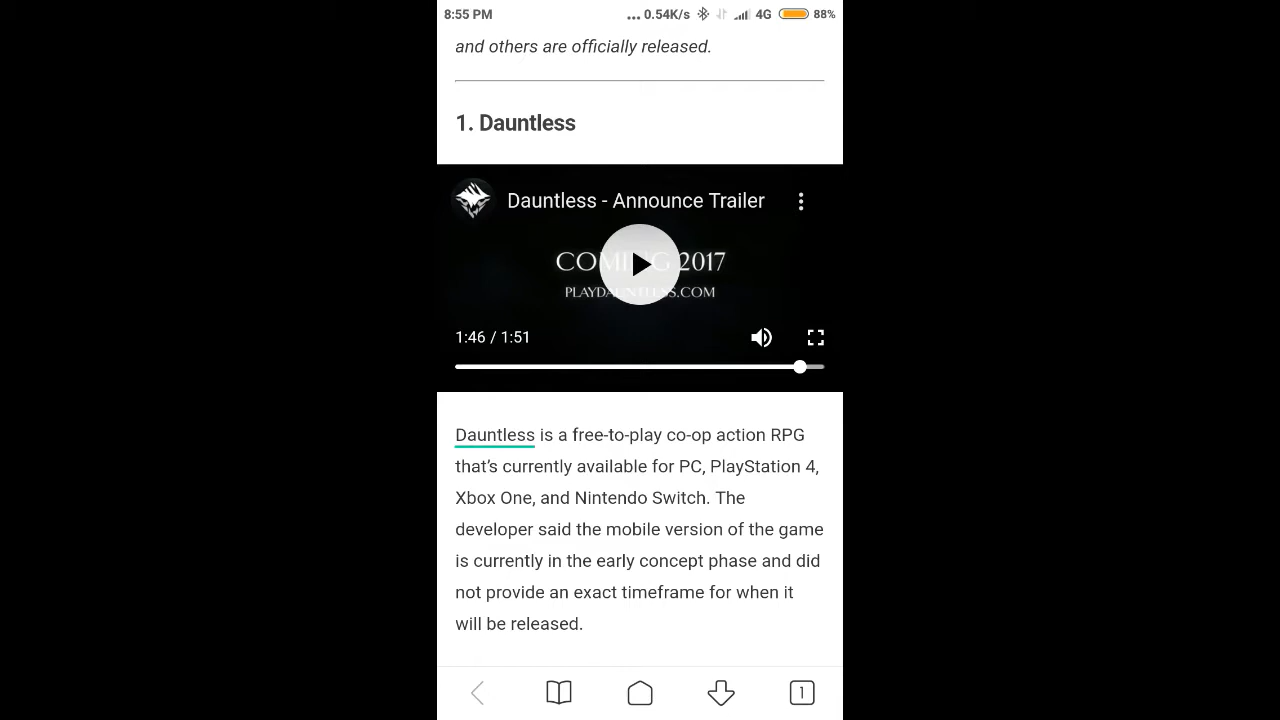 8:55 PM ... 0.54K/s 4G 88%
and others are officially released.
1. Dauntless
Dauntless - Announce Trailer
COMING 2017
PLAYDAUNTLESS.COM
1:46 / 1:51
Dauntless is a free-to-play co-op action RPG
that’s currently available for PC, PlayStation 4,
Xbox One, and Nintendo Switch. The
developer said the mobile version of the game
is currently in the early concept phase and did
not provide an exact timeframe for when it
will be released.
1